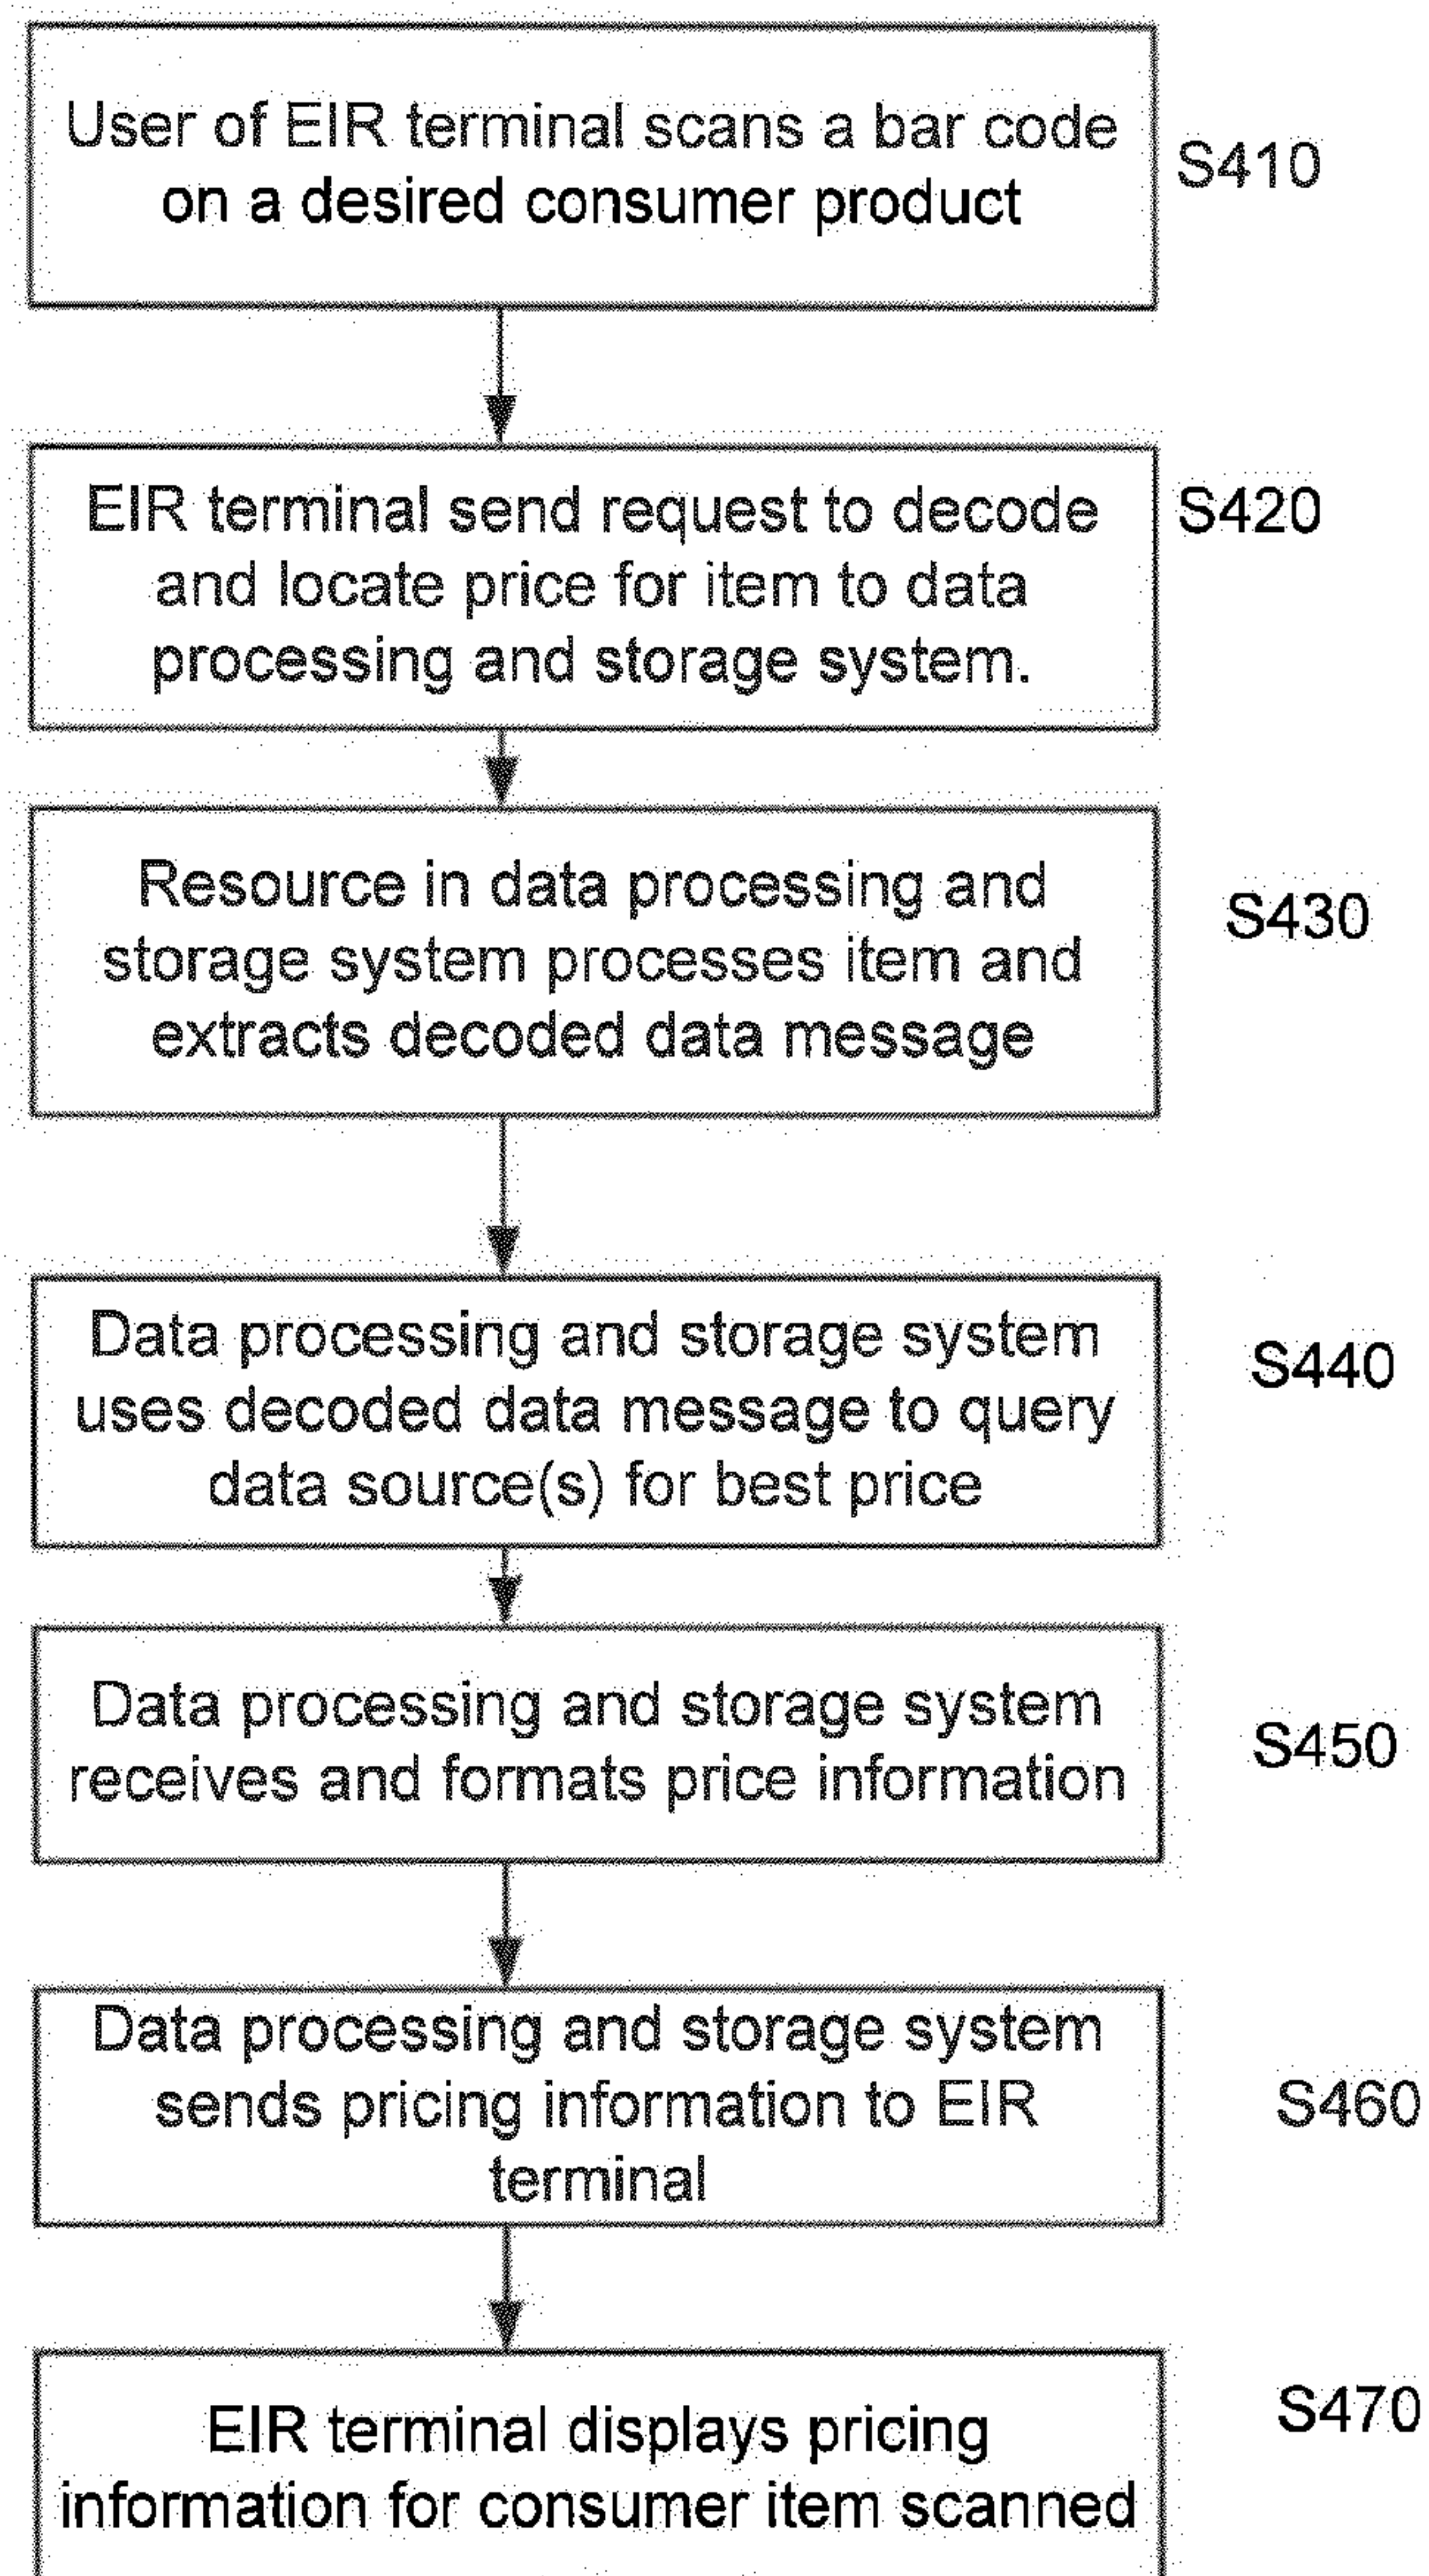 User of EIR terminal scans a bar code
on a desired consumer product
S410
EIR terminal send request to decode
and locate price for item to data
processing and storage system.
S420
Resource in data processing and
storage system processes item and
extracts decoded data message
S430
Data processing and storage system
uses decoded data message to query
data source(s) for best price
S440
Data processing and storage system
receives and formats price information
S450
Data processing and storage system
sends pricing information to EIR
terminal
S460
EIR terminal displays pricing
information for consumer item scanned
S470